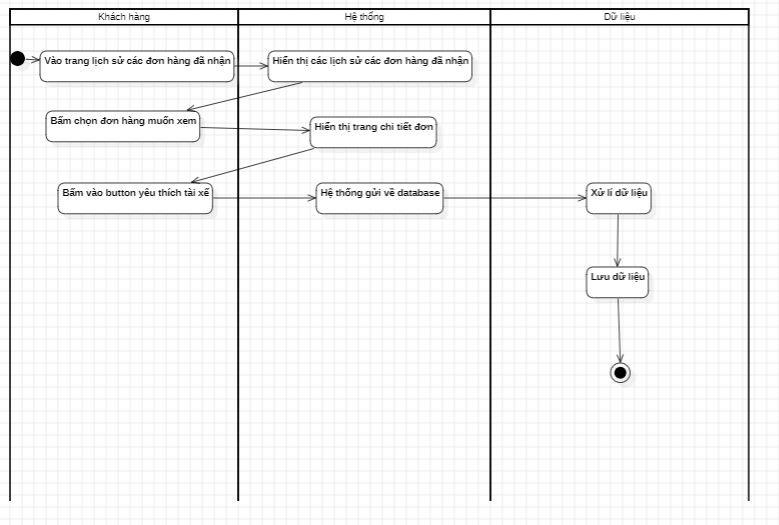 Khách hàng
Hệ thống
Dữ liệu
Vào trang lịch sử các đơn hàng đã nhận
Hiển thị các lịch sử các đơn hàng đã nhận
Bấm chọn đơn hàng muốn xem
Hiển thị trang chi tiết đơn
Bấm vào button yêu thích tài xế
Hệ thống gửi về database
Xử lí dữ liệu
Lưu dữ liệu